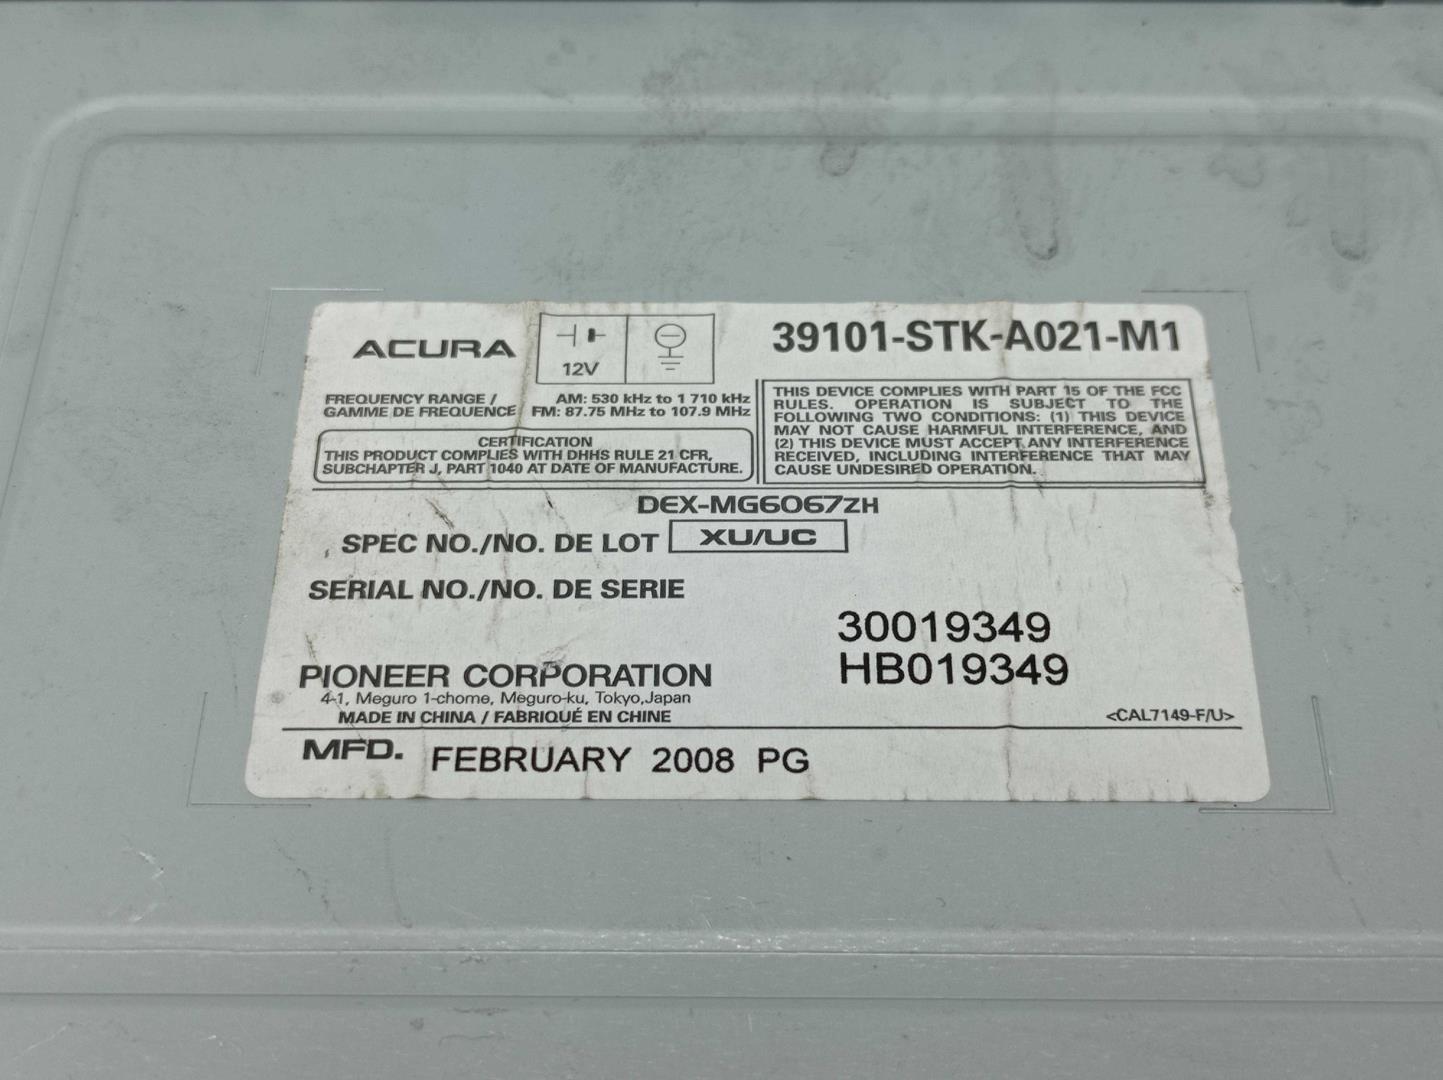 ACURA
12V
39101-STK-A021-M1
FREQUENCY RANGE /
GAMME DE FREQUENCE
AM: 530 kHz to 1 710 kHz
FM: 87.75 MHz to 107.9 MHz
CERTIFICATION
THIS PRODUCT COMPLIES WITH DHHS RULE 21 CFR,
SUBCHAPTER J, PART 1040 AT DATE OF MANUFACTURE.
THIS DEVICE COMPLIES WITH PART 15 OF THE FCC
RULES. OPERATION IS SUBJECT TO THE
FOLLOWING TWO CONDITIONS: (1) THIS DEVICE
MAY NOT CAUSE HARMFUL INTERFERENCE, AND
(2) THIS DEVICE MUST ACCEPT ANY INTERFERENCE
RECEIVED, INCLUDING INTERFERENCE THAT MAY
CAUSE UNDESIRED OPERATION.
DEX-MG6067ZH
SPEC NO./NO. DE LOT XU/UC
SERIAL NO./NO. DE SERIE
30019349
HB019349
PIONEER CORPORATION
4-1, Meguro 1-chome, Meguro-ku, Tokyo,Japan
MADE IN CHINA / FABRIQUÉ EN CHINE
<CAL7149-F/U>
MFD. FEBRUARY 2008 PG